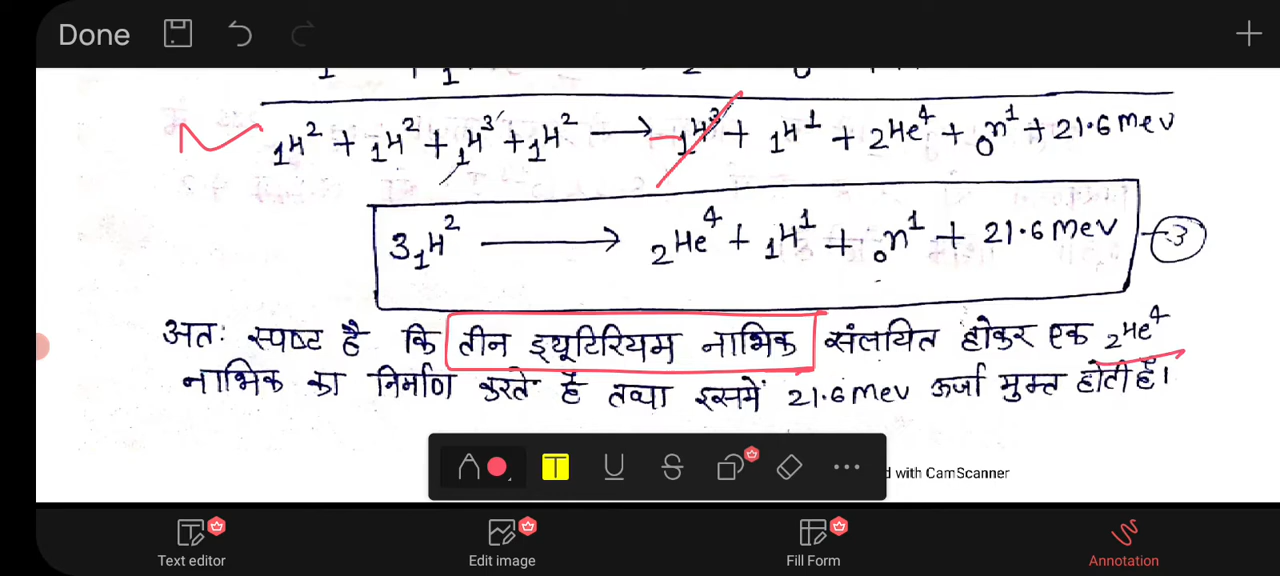 Done
₁H² + ₁H² + ₁H³ + ₁H² ⟶ ₁H³ + ₁H¹ + ₂He⁴ + ₀n¹ + 21.6 mev
3₁H² ⟶ ₂He⁴ + ₁H¹ + ₀n¹ + 21.6 mev –③
अतः स्पष्ट है कि तीन ड्यूटिरियम नाभिक संलयित होकर एक ₂He⁴
नाभिक का निर्माण करते है तथा इसमें 21.6 mev ऊर्जा मुक्त होती है।
d with CamScanner
Text editor
Edit image
Fill Form
Annotation